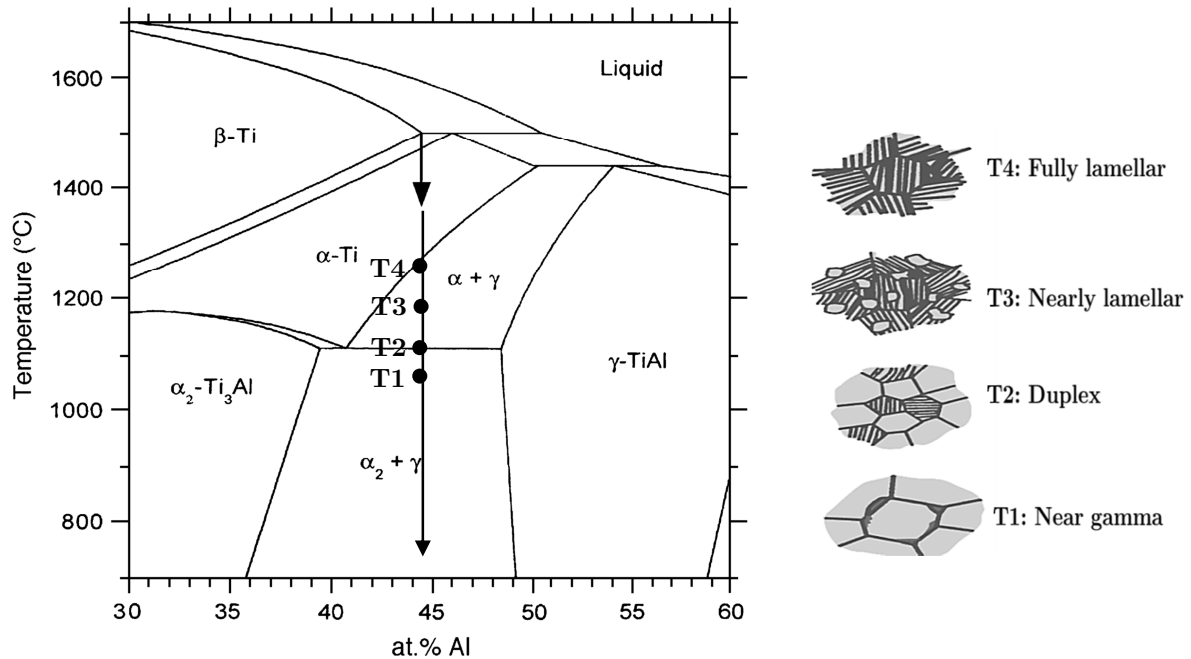 1600
1400
1200
1000
800
Temperature (°C)
30
35
40
45
50
55
60
at.% Al
Liquid
β-Ti
α-Ti
α + γ
T4
T3
T2
T1
γ-TiAl
α₂-Ti₃Al
α₂ + γ
T4: Fully lamellar
T3: Nearly lamellar
T2: Duplex
T1: Near gamma